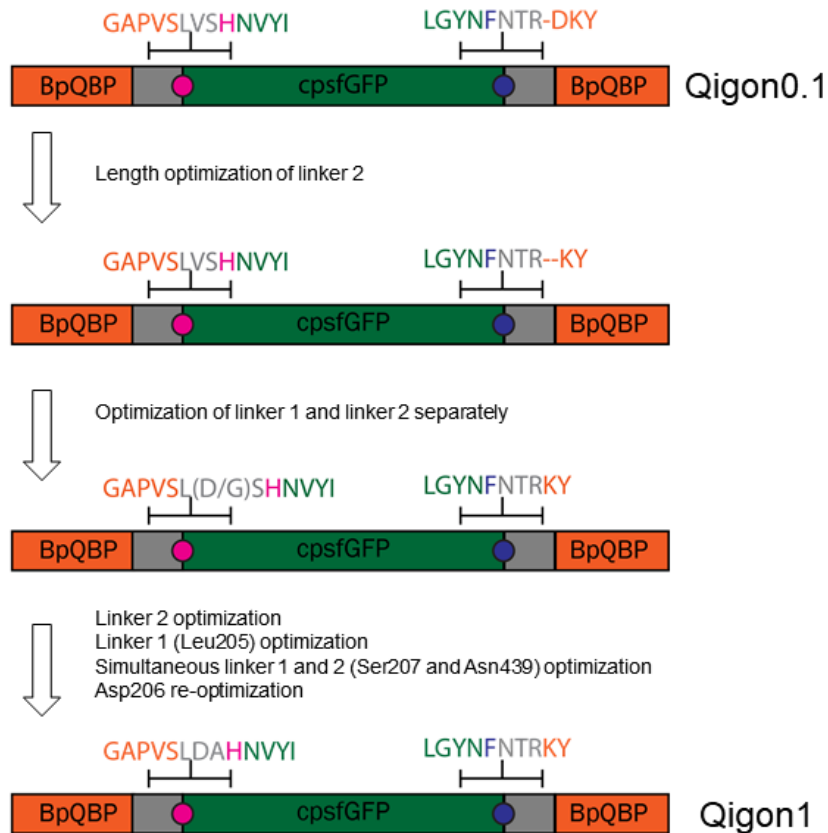 GAPVSLVSHNVYI LGYNFNTR-DKY
BpQBP cpsfGFP BpQBP Qigon0.1
Length optimization of linker 2
GAPVSLVSHNVYI LGYNFNTR--KY
BpQBP cpsfGFP BpQBP
Optimization of linker 1 and linker 2 separately
GAPVSL(D/G)SHNVYI LGYNFNTRKY
BpQBP cpsfGFP BpQBP
Linker 2 optimization
Linker 1 (Leu205) optimization
Simultaneous linker 1 and 2 (Ser207 and Asn439) optimization
Asp206 re-optimization
GAPVSLDAHNVYI LGYNFNTRKY
BpQBP cpsfGFP BpQBP Qigon1